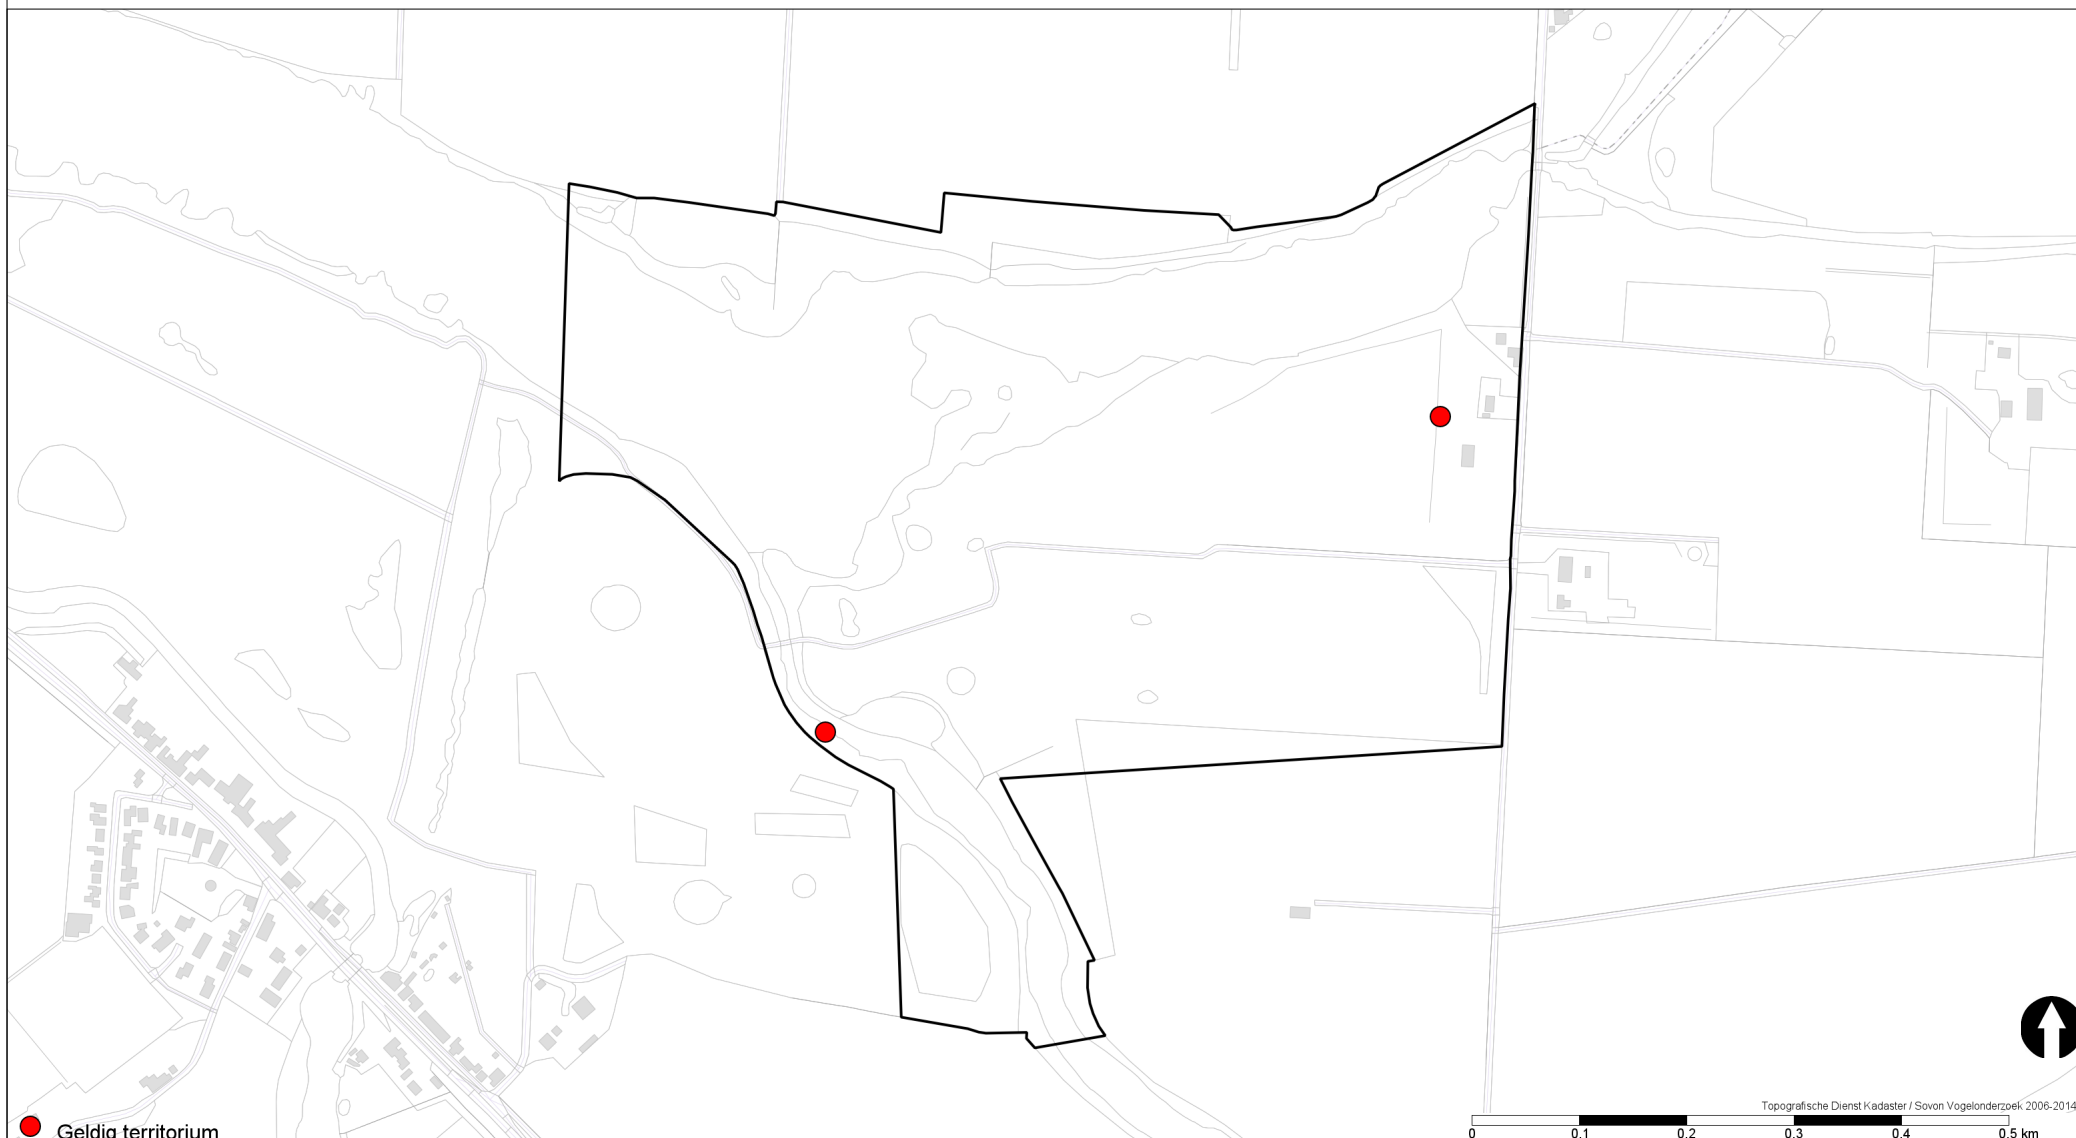 Topografische Dienst Kadaster / Sovon Vogelonderzoek 2006-2014
Geldig territorium
0 0.1 0.2 0.3 0.4 0.5 km